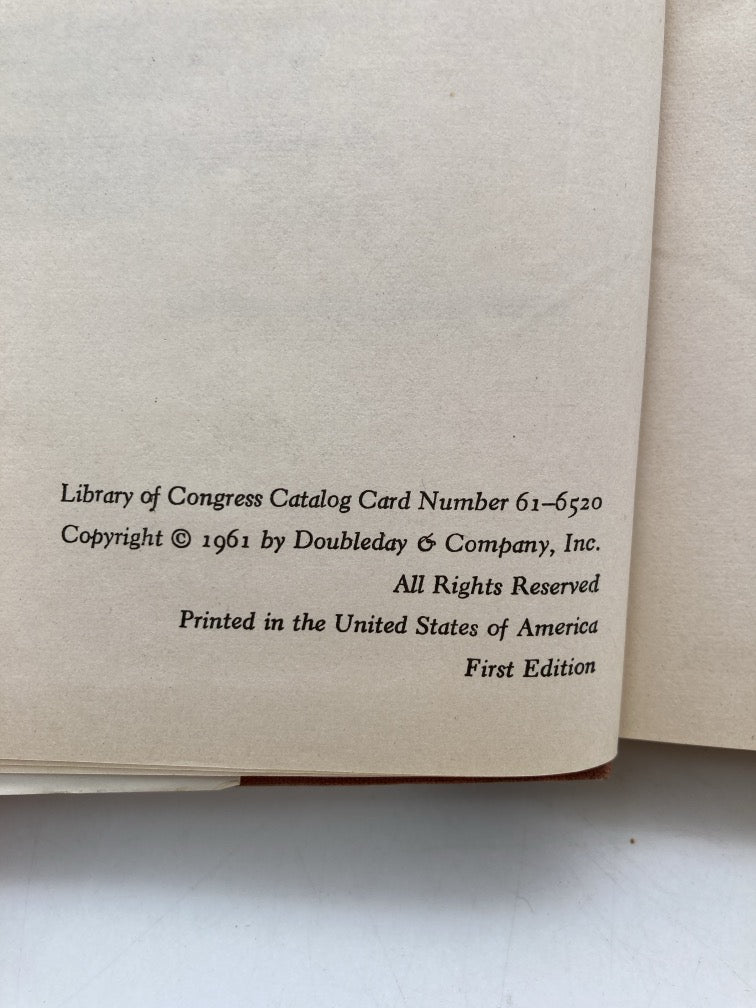 Library of Congress Catalog Card Number 61–6520
Copyright © 1961 by Doubleday & Company, Inc.
All Rights Reserved
Printed in the United States of America
First Edition